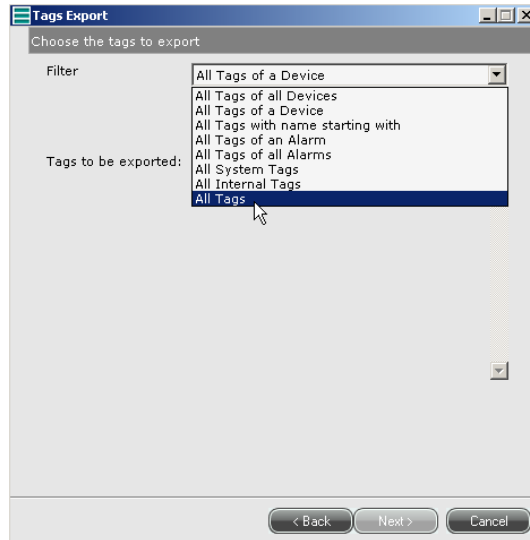 Tags Export
Choose the tags to export
Filter
All Tags of a Device
All Tags of all Devices
All Tags of a Device
All Tags with name starting with
All Tags of an Alarm
Tags to be exported:
All Tags of all Alarms
All System Tags
All Internal Tags
All Tags
< Back
Next >
Cancel